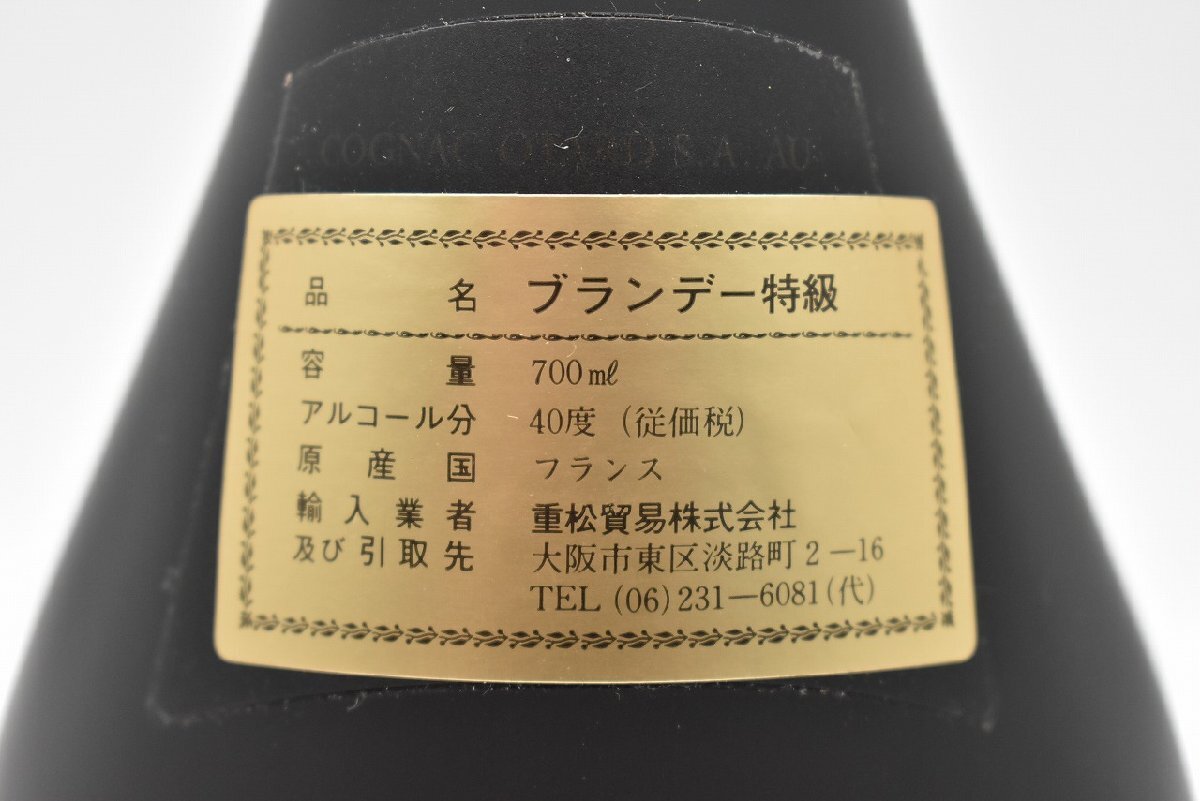 COGNAC OTARD S.A. AU
品名 ブランデー特級
容量 700㎖
アルコール分 40度 (従価税)
原産国 フランス
輸入業者 重松貿易株式会社
及び引取先 大阪市東区淡路町2-16
TEL (06)231-6081(代)